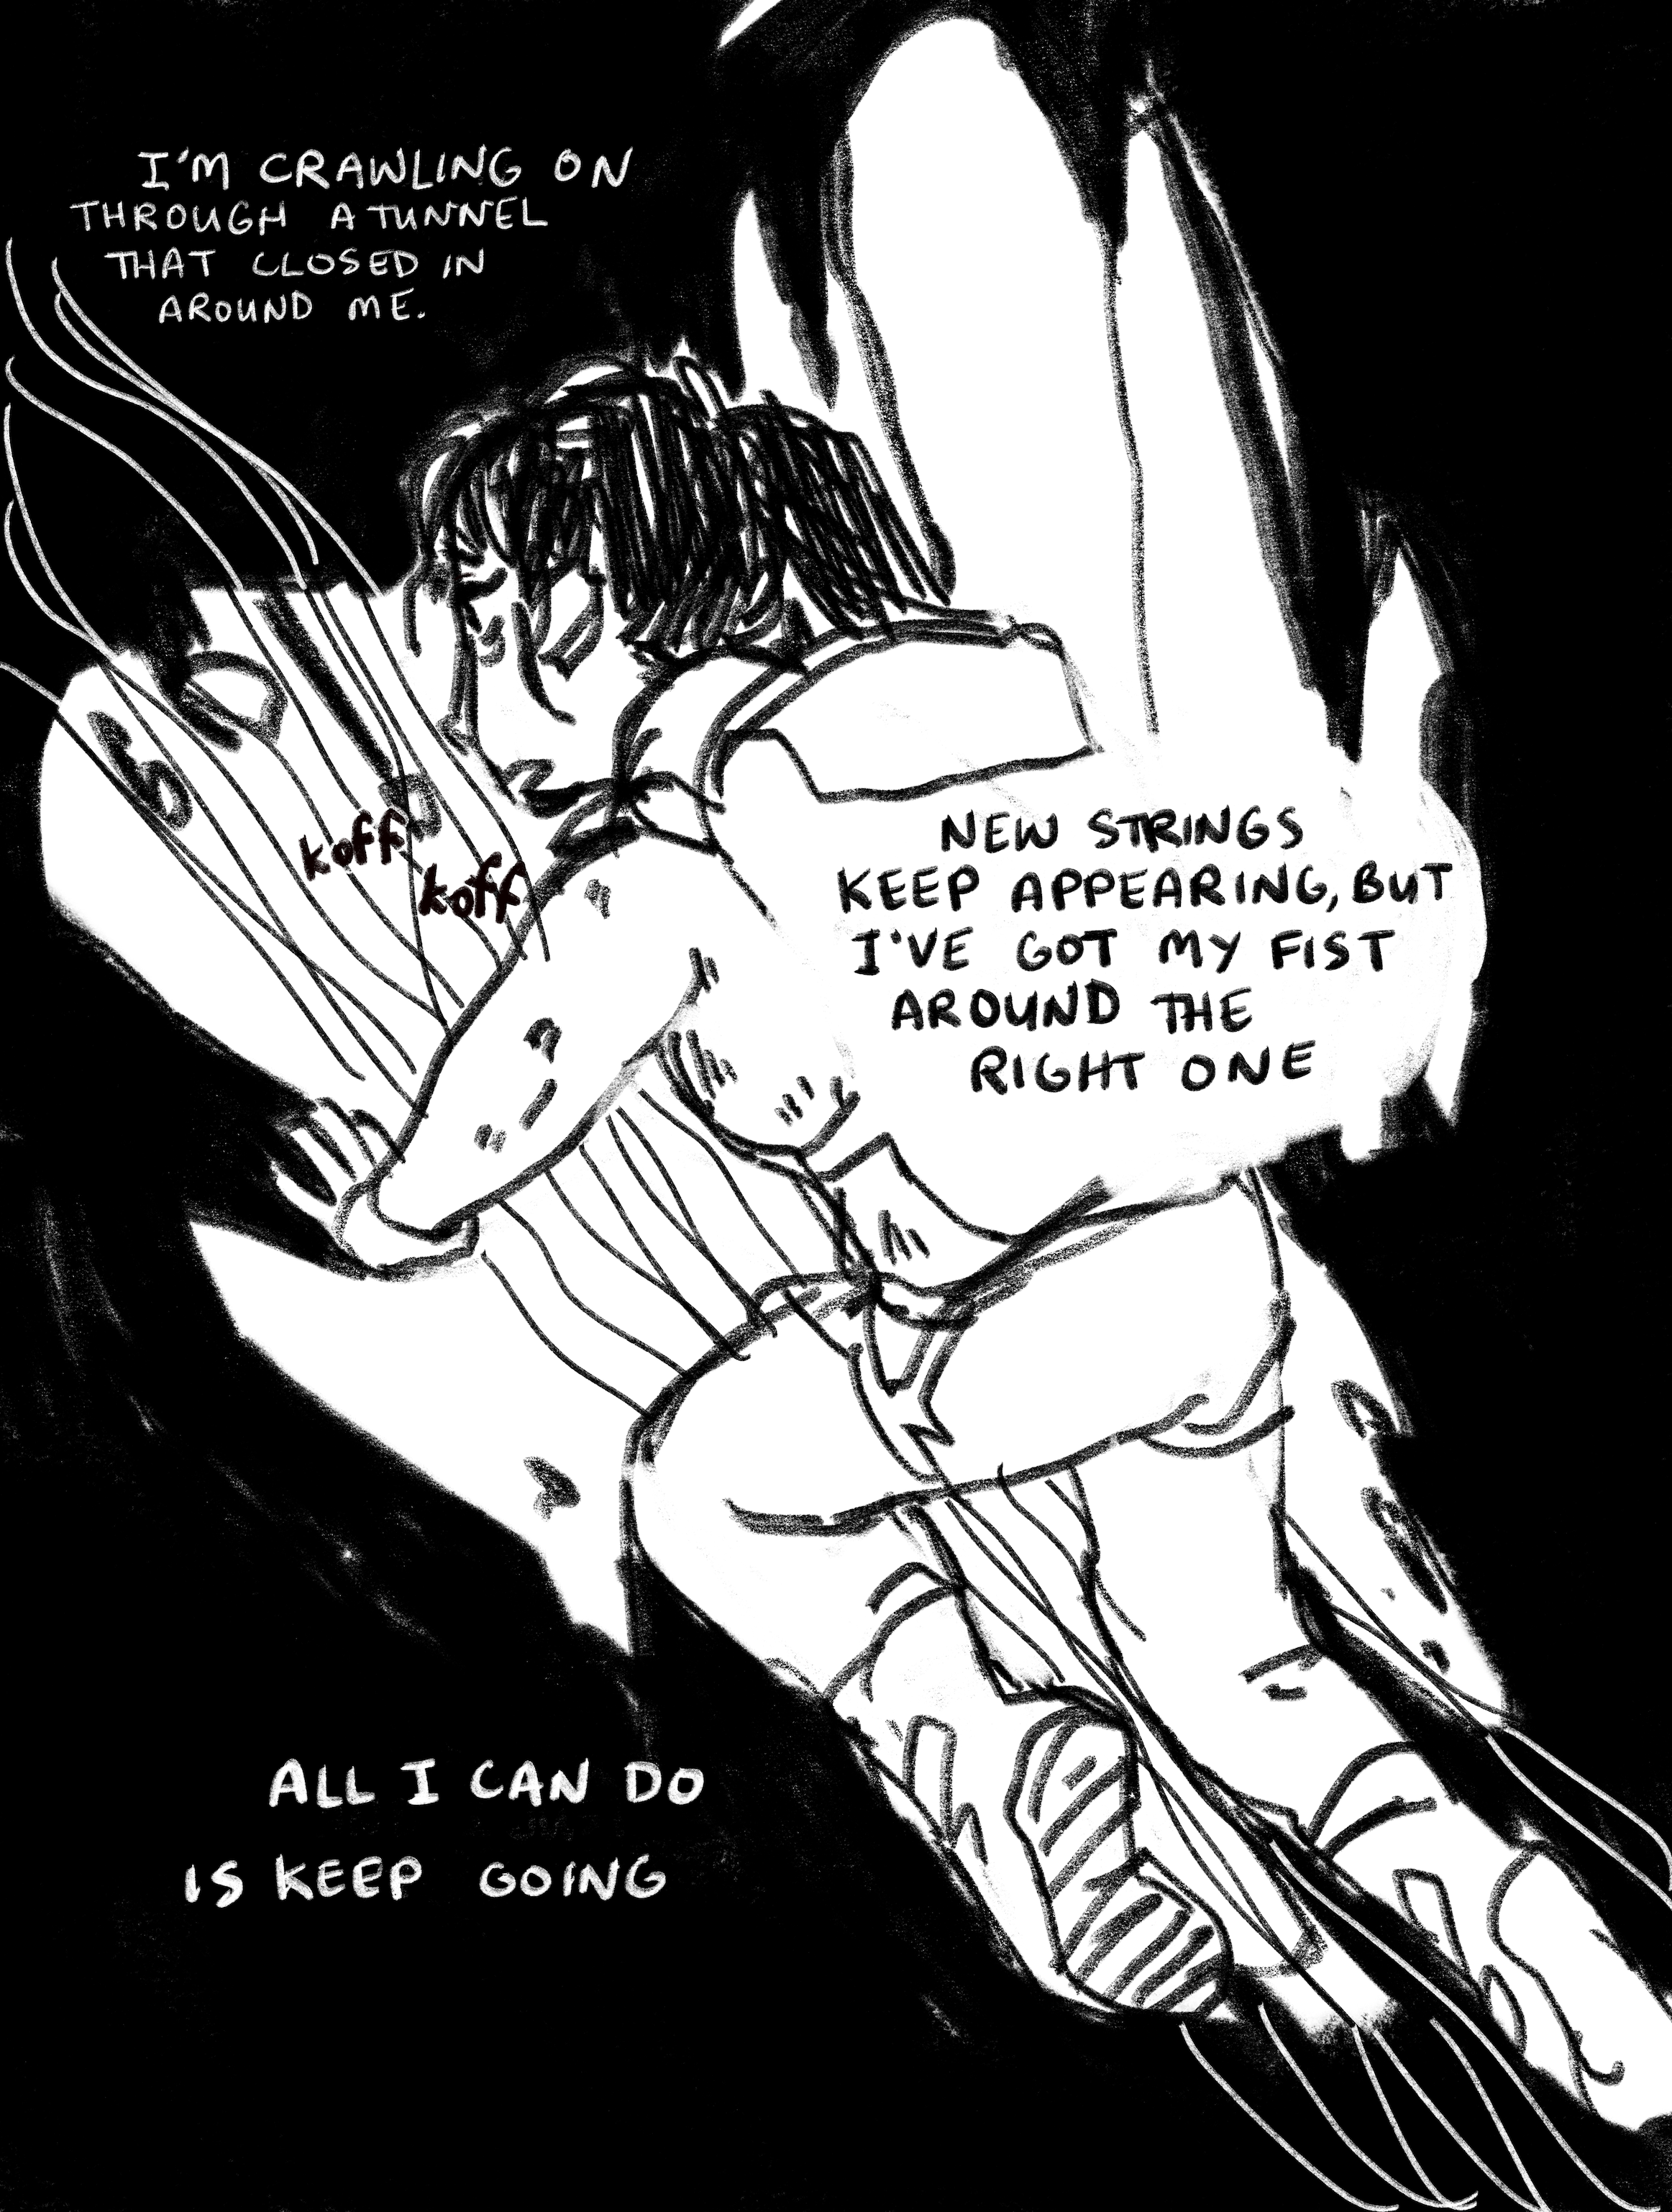 I'M CRAWLING ON
THROUGH A TUNNEL
THAT CLOSED IN
AROUND ME.
koff
koff
NEW STRINGS
KEEP APPEARING, BUT
I'VE GOT MY FIST
AROUND THE
RIGHT ONE
ALL I CAN DO
IS KEEP GOING